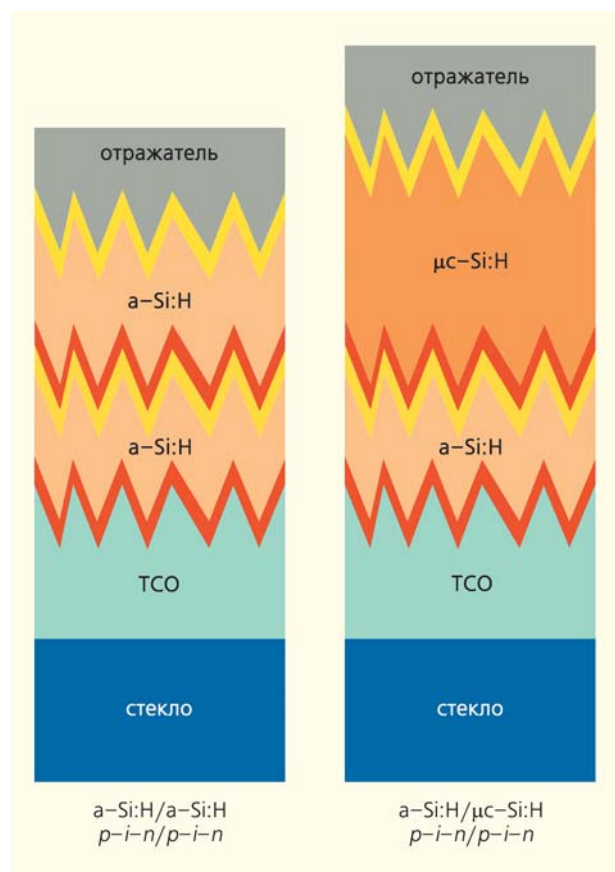 отражатель
a–Si:H
a–Si:H
TCO
стекло
a–Si:H/a–Si:H
p–i–n/p–i–n
отражатель
μc–Si:H
a–Si:H
TCO
стекло
a–Si:H/μc–Si:H
p–i–n/p–i–n